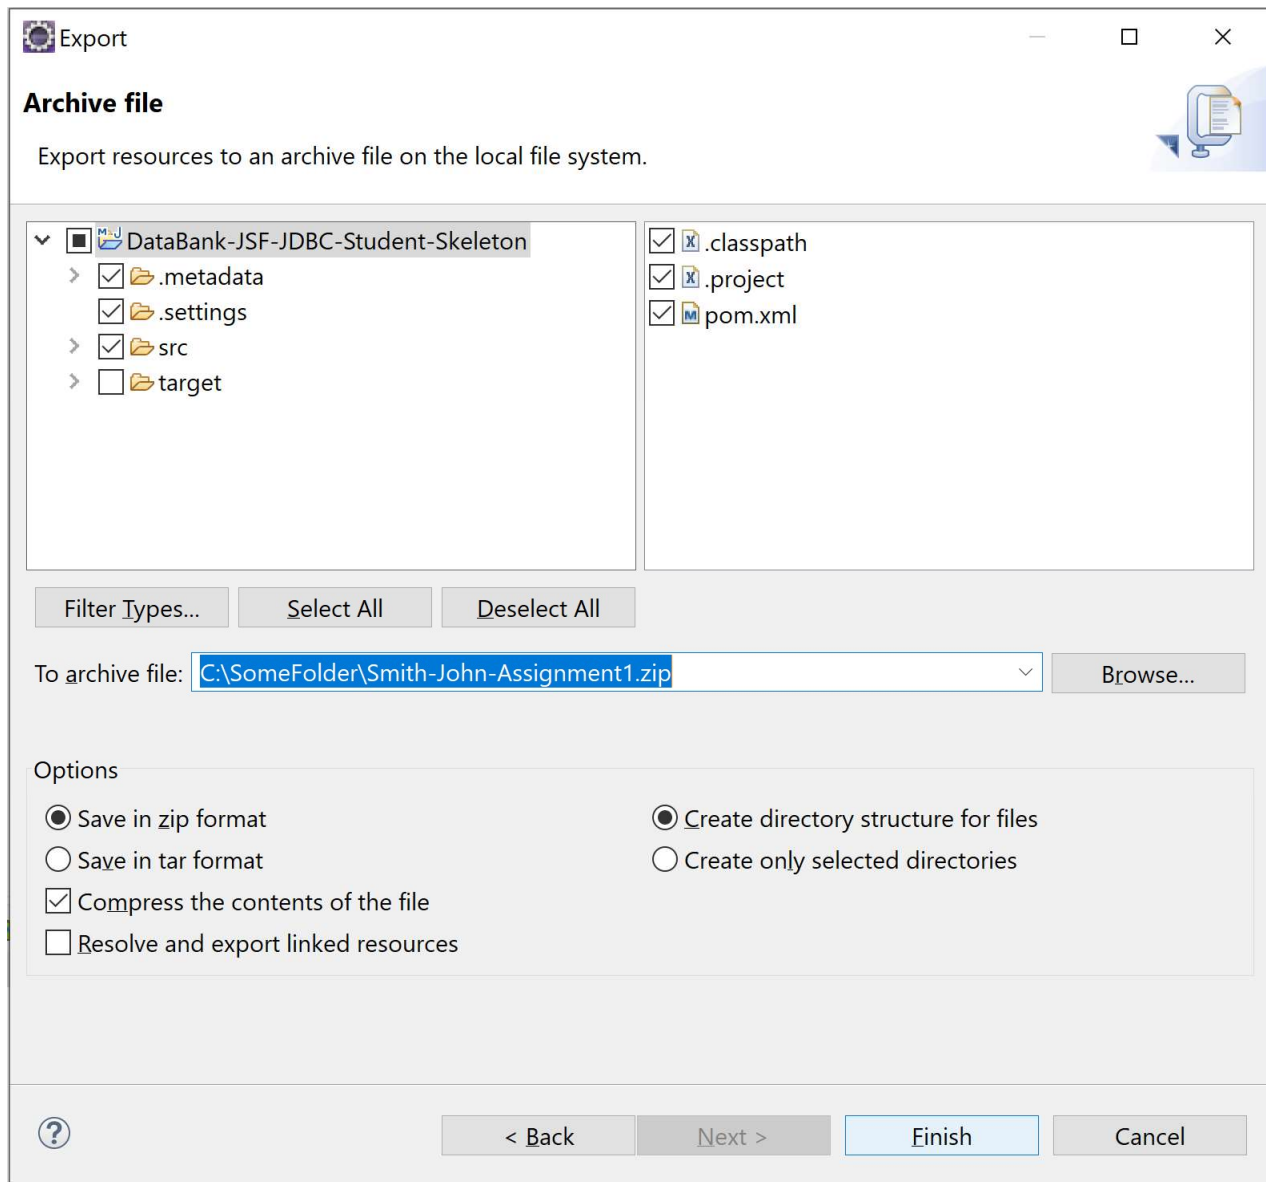 Export
Archive file
Export resources to an archive file on the local file system.
DataBank-JSF-JDBC-Student-Skeleton
.metadata
.settings
src
target
.classpath
.project
pom.xml
Filter Types...
Select All
Deselect All
To archive file:
C:\SomeFolder\Smith-John-Assignment1.zip
Browse...
Options
Save in zip format
Save in tar format
Compress the contents of the file
Resolve and export linked resources
Create directory structure for files
Create only selected directories
?
< Back
Next >
Finish
Cancel